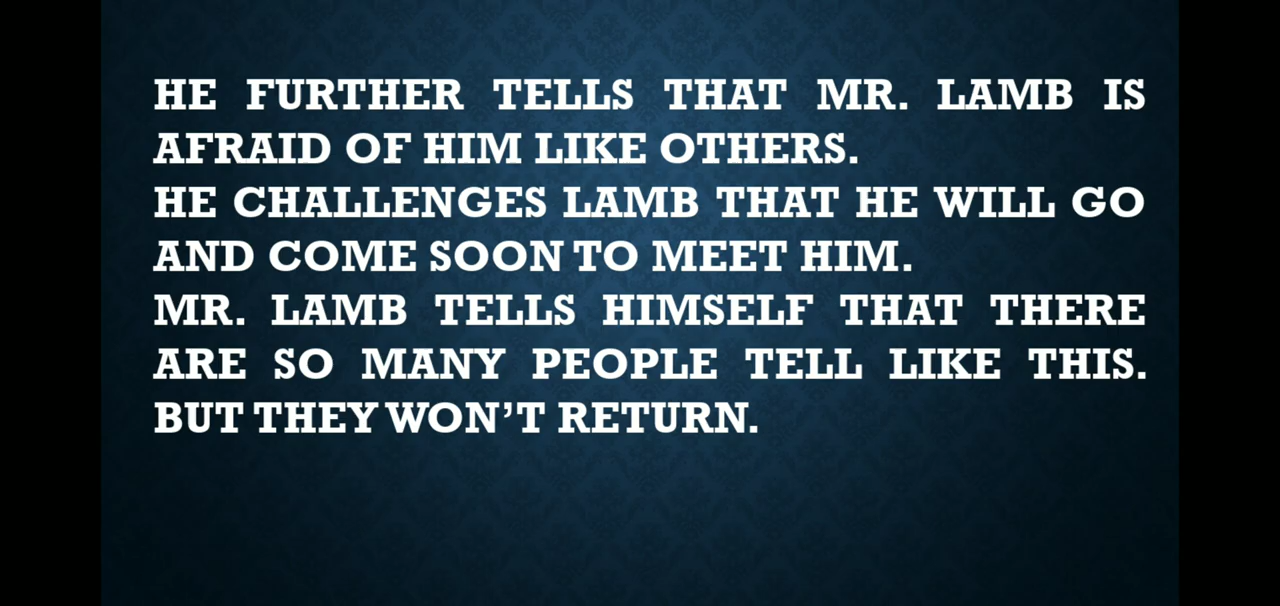 HE FURTHER TELLS THAT MR. LAMB IS
AFRAID OF HIM LIKE OTHERS.
HE CHALLENGES LAMB THAT HE WILL GO
AND COME SOON TO MEET HIM.
MR. LAMB TELLS HIMSELF THAT THERE
ARE SO MANY PEOPLE TELL LIKE THIS.
BUT THEY WON’T RETURN.